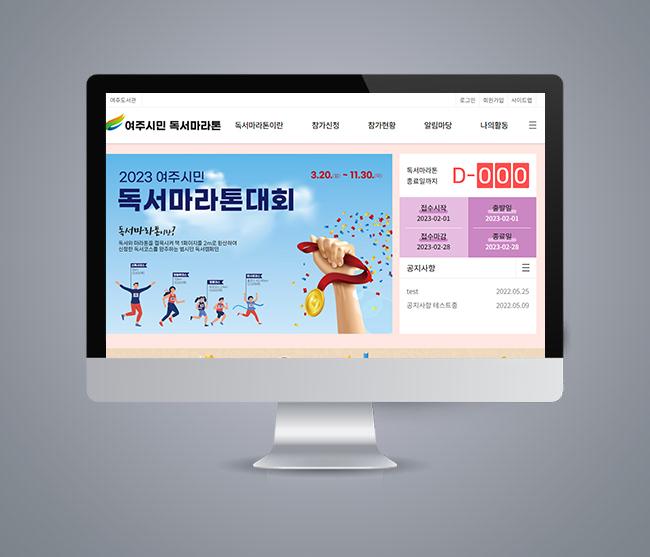 여주도서관
로그인 회원가입 사이트맵
여주시민 독서마라톤
독서마라톤이란 참가신청 참가현황 알림마당 나의활동
2023 여주시민
3.20.(월) ~ 11.30.(목)
독서마라톤대회
독서마라톤이란?
독서와 마라톤을 접목시켜 책 1페이지를 2m로 환산하여
신청한 독서코스를 완주하는 범시민 독서캠페인
독서마라톤
종료일까지
D-000
접수시작
2023-02-01
출발일
2023-02-01
접수마감
2023-02-28
종료일
2023-02-28
공지사항
test 2022.05.25
공지사항 테스트중 2022.05.09